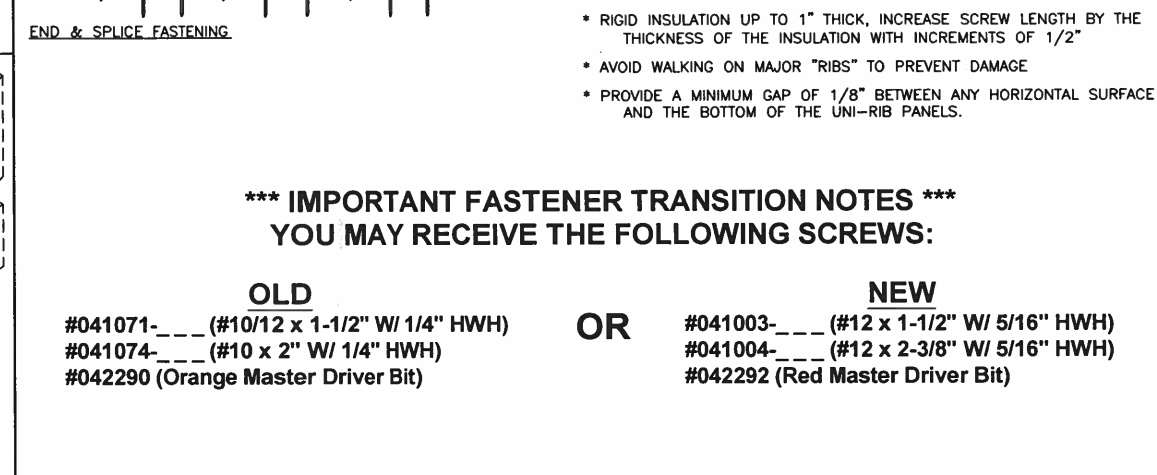 END & SPLICE FASTENING
* RIGID INSULATION UP TO 1" THICK, INCREASE SCREW LENGTH BY THE
THICKNESS OF THE INSULATION WITH INCREMENTS OF 1/2"
* AVOID WALKING ON MAJOR "RIBS" TO PREVENT DAMAGE
* PROVIDE A MINIMUM GAP OF 1/8" BETWEEN ANY HORIZONTAL SURFACE
AND THE BOTTOM OF THE UNI-RIB PANELS.
*** IMPORTANT FASTENER TRANSITION NOTES ***
YOU MAY RECEIVE THE FOLLOWING SCREWS:
OLD
#041071-_ _ _ (#10/12 x 1-1/2" W/ 1/4" HWH)
#041074-_ _ _ (#10 x 2" W/ 1/4" HWH)
#042290 (Orange Master Driver Bit)
OR
NEW
#041003-_ _ _ (#12 x 1-1/2" W/ 5/16" HWH)
#041004-_ _ _ (#12 x 2-3/8" W/ 5/16" HWH)
#042292 (Red Master Driver Bit)